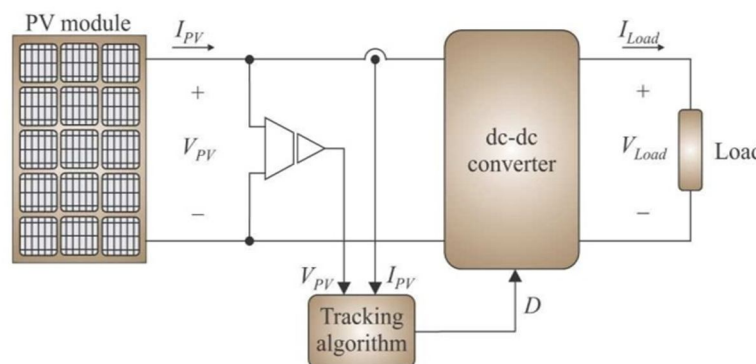 PV module
I_PV
I_Load
+
+
V_PV
dc-dc
converter
V_Load
Load
−
−
V_PV
I_PV
D
Tracking
algorithm